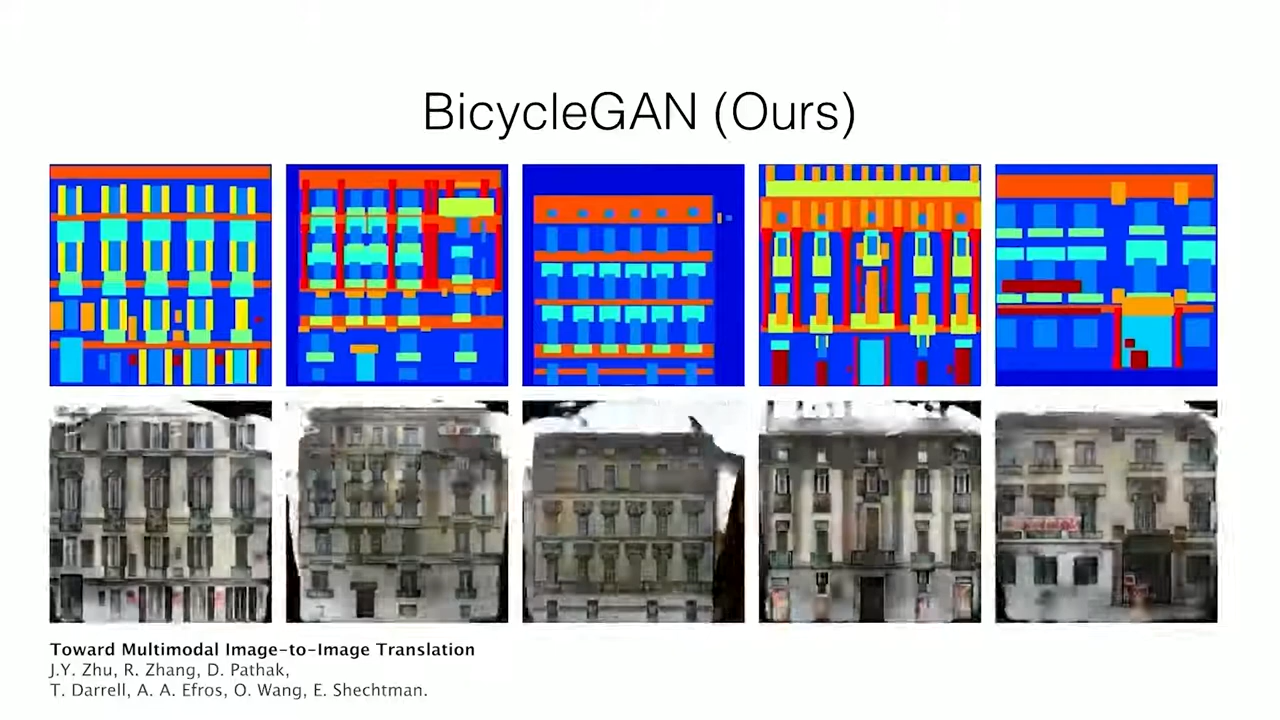 BicycleGAN (Ours)
Toward Multimodal Image-to-Image Translation
J.Y. Zhu, R. Zhang, D. Pathak,
T. Darrell, A. A. Efros, O. Wang, E. Shechtman.